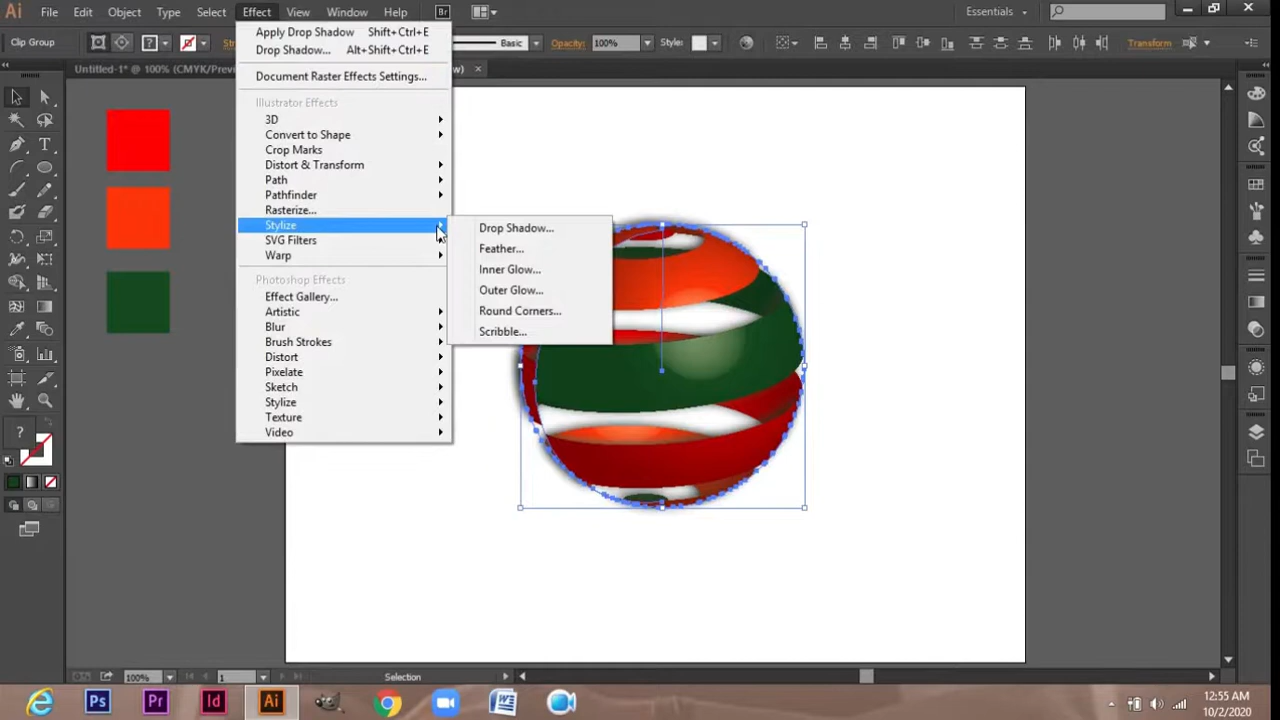 Ai File Edit Object Type Select Effect View Window Help Br Essentials
Clip Group Basic Opacity: 100% Style: Transform
Untitled-1* @ 100% (CMYK/Previ
Apply Drop Shadow Shift+Ctrl+E
Drop Shadow... Alt+Shift+Ctrl+E
Document Raster Effects Settings...
Illustrator Effects
3D
Convert to Shape
Crop Marks
Distort & Transform
Path
Pathfinder
Rasterize...
Stylize
SVG Filters
Warp
Photoshop Effects
Effect Gallery...
Artistic
Blur
Brush Strokes
Distort
Pixelate
Sketch
Stylize
Texture
Video
Drop Shadow...
Feather...
Inner Glow...
Outer Glow...
Round Corners...
Scribble...
100% 1 Selection
Ps Pr Id Ai
12:55 AM
10/2/2020